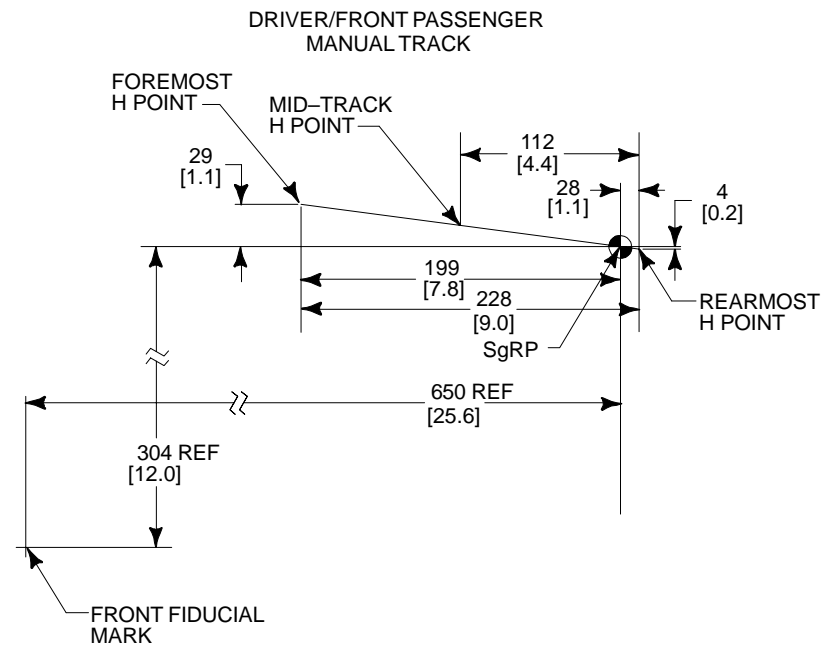 DRIVER/FRONT PASSENGER
MANUAL TRACK
FOREMOST
H POINT
MID–TRACK
H POINT
112
[4.4]
29
[1.1]
28
[1.1]
4
[0.2]
199
[7.8]
228
[9.0]
REARMOST
H POINT
SgRP
650 REF
[25.6]
304 REF
[12.0]
FRONT FIDUCIAL
MARK